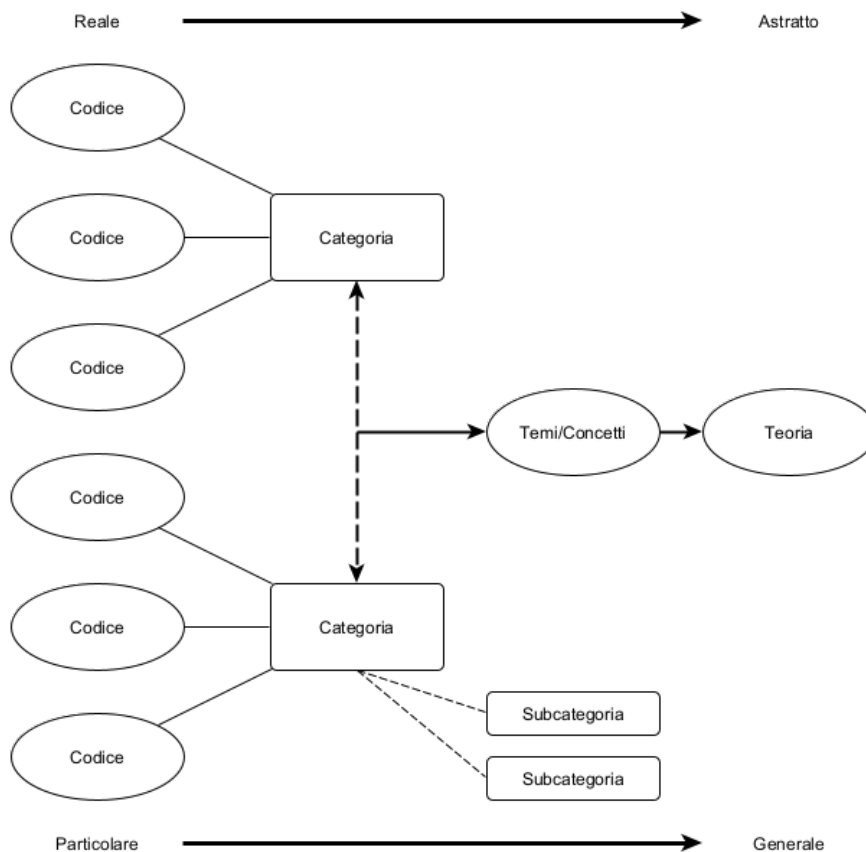 Reale
Astratto
Codice
Codice
Categoria
Codice
Temi/Concetti
Teoria
Codice
Codice
Categoria
Subcategoria
Codice
Subcategoria
Particolare
Generale